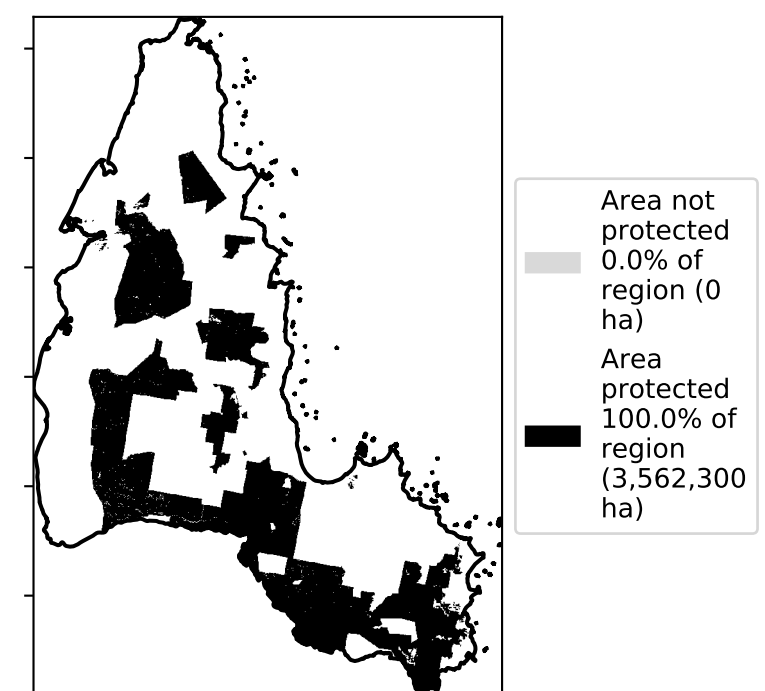 Area not
protected
0.0% of
region (0
ha)
Area
protected
100.0% of
region
(3,562,300
ha)